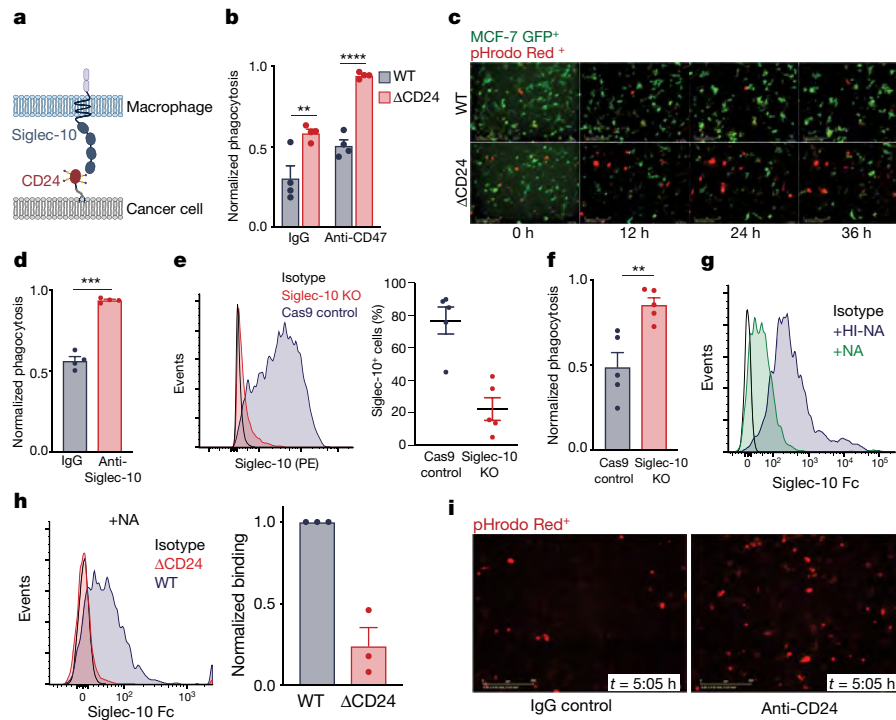 a
Macrophage
Siglec-10
CD24
Cancer cell
b
Normalized phagocytosis
1.0
0.5
0.0
**
****
WT
ΔCD24
IgG
Anti-CD47
c
MCF-7 GFP+
pHrodo Red +
WT
ΔCD24
0 h
12 h
24 h
36 h
d
Normalized phagocytosis
1.0
0.5
0
***
IgG
Anti-
Siglec-10
e
Isotype
Siglec-10 KO
Cas9 control
Events
Siglec-10 (PE)
Siglec-10+ cells (%)
100
80
60
40
20
0
Cas9
control
Siglec-10
KO
f
Normalized phagocytosis
1.0
0.5
0
**
Cas9
control
Siglec-10
KO
g
Isotype
+HI-NA
+NA
Events
0
10²
10³
10⁴
10⁵
Siglec-10 Fc
h
+NA
Isotype
ΔCD24
WT
Events
0
10²
10³
Siglec-10 Fc
Normalized binding
1.0
0.5
0.0
WT
ΔCD24
i
pHrodo Red+
t = 5:05 h
t = 5:05 h
IgG control
Anti-CD24